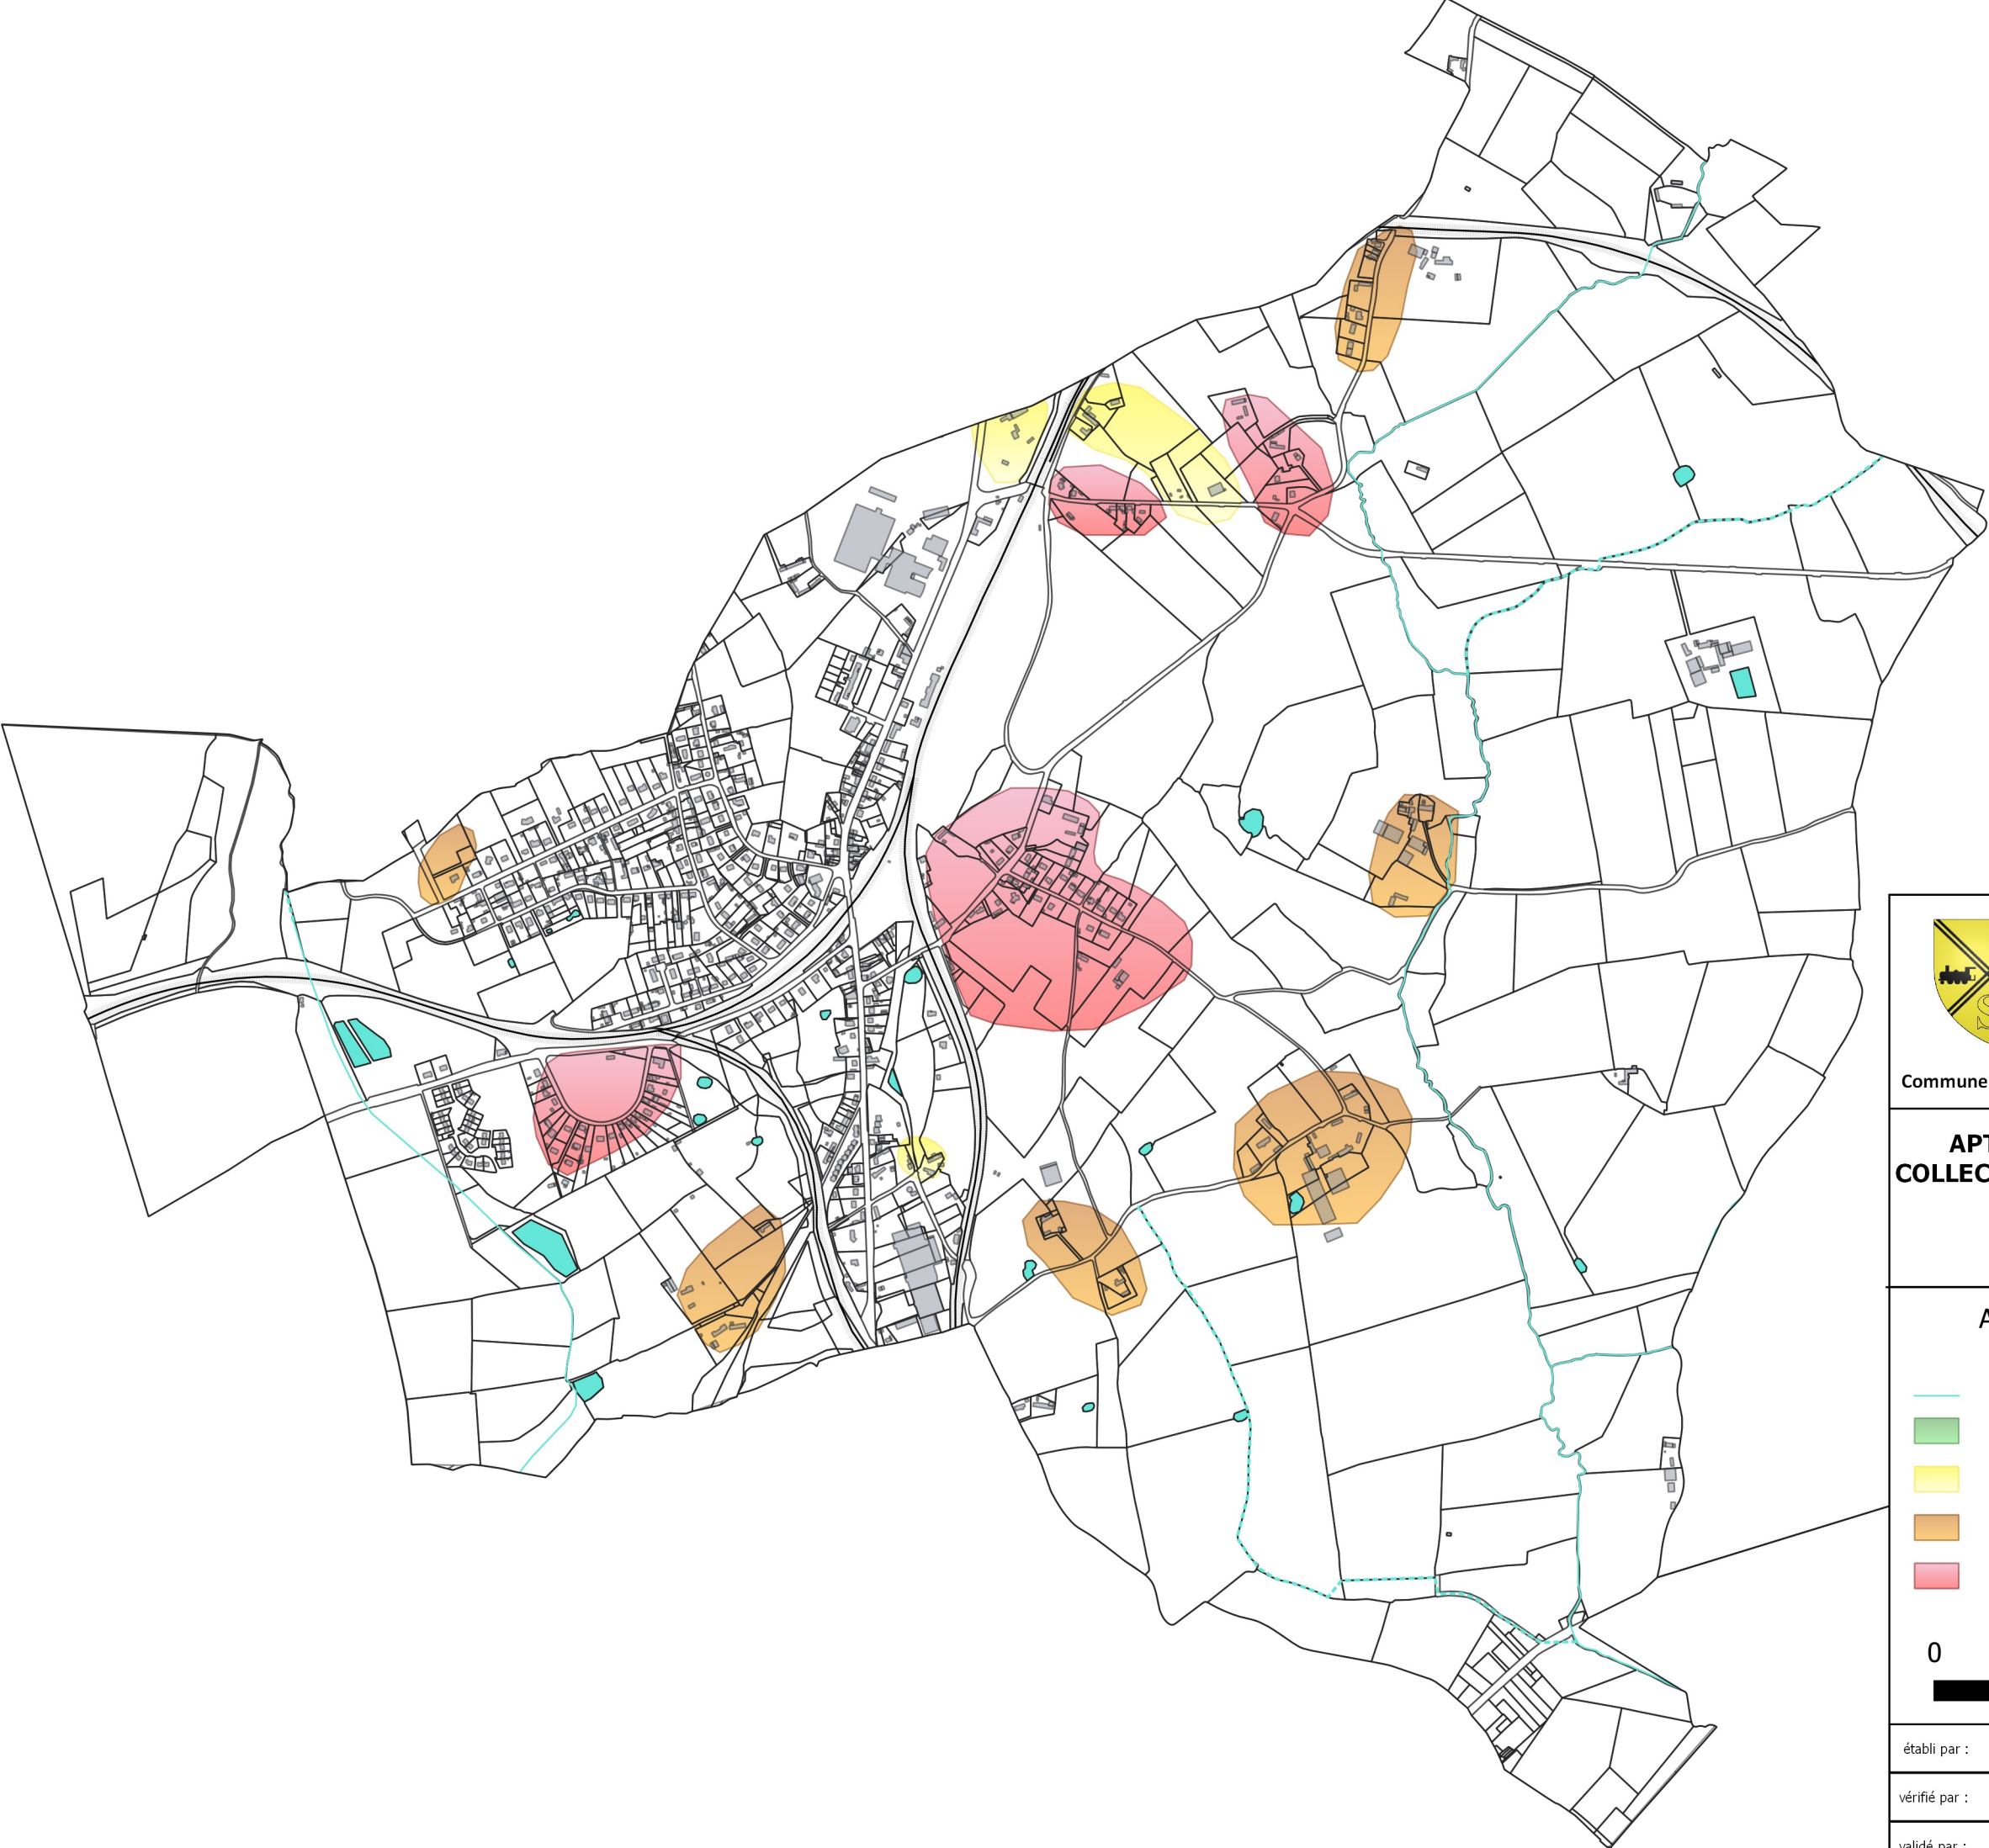 S
Commune
APT
COLLEC
A
0
établi par :
vérifié par :
validé par :